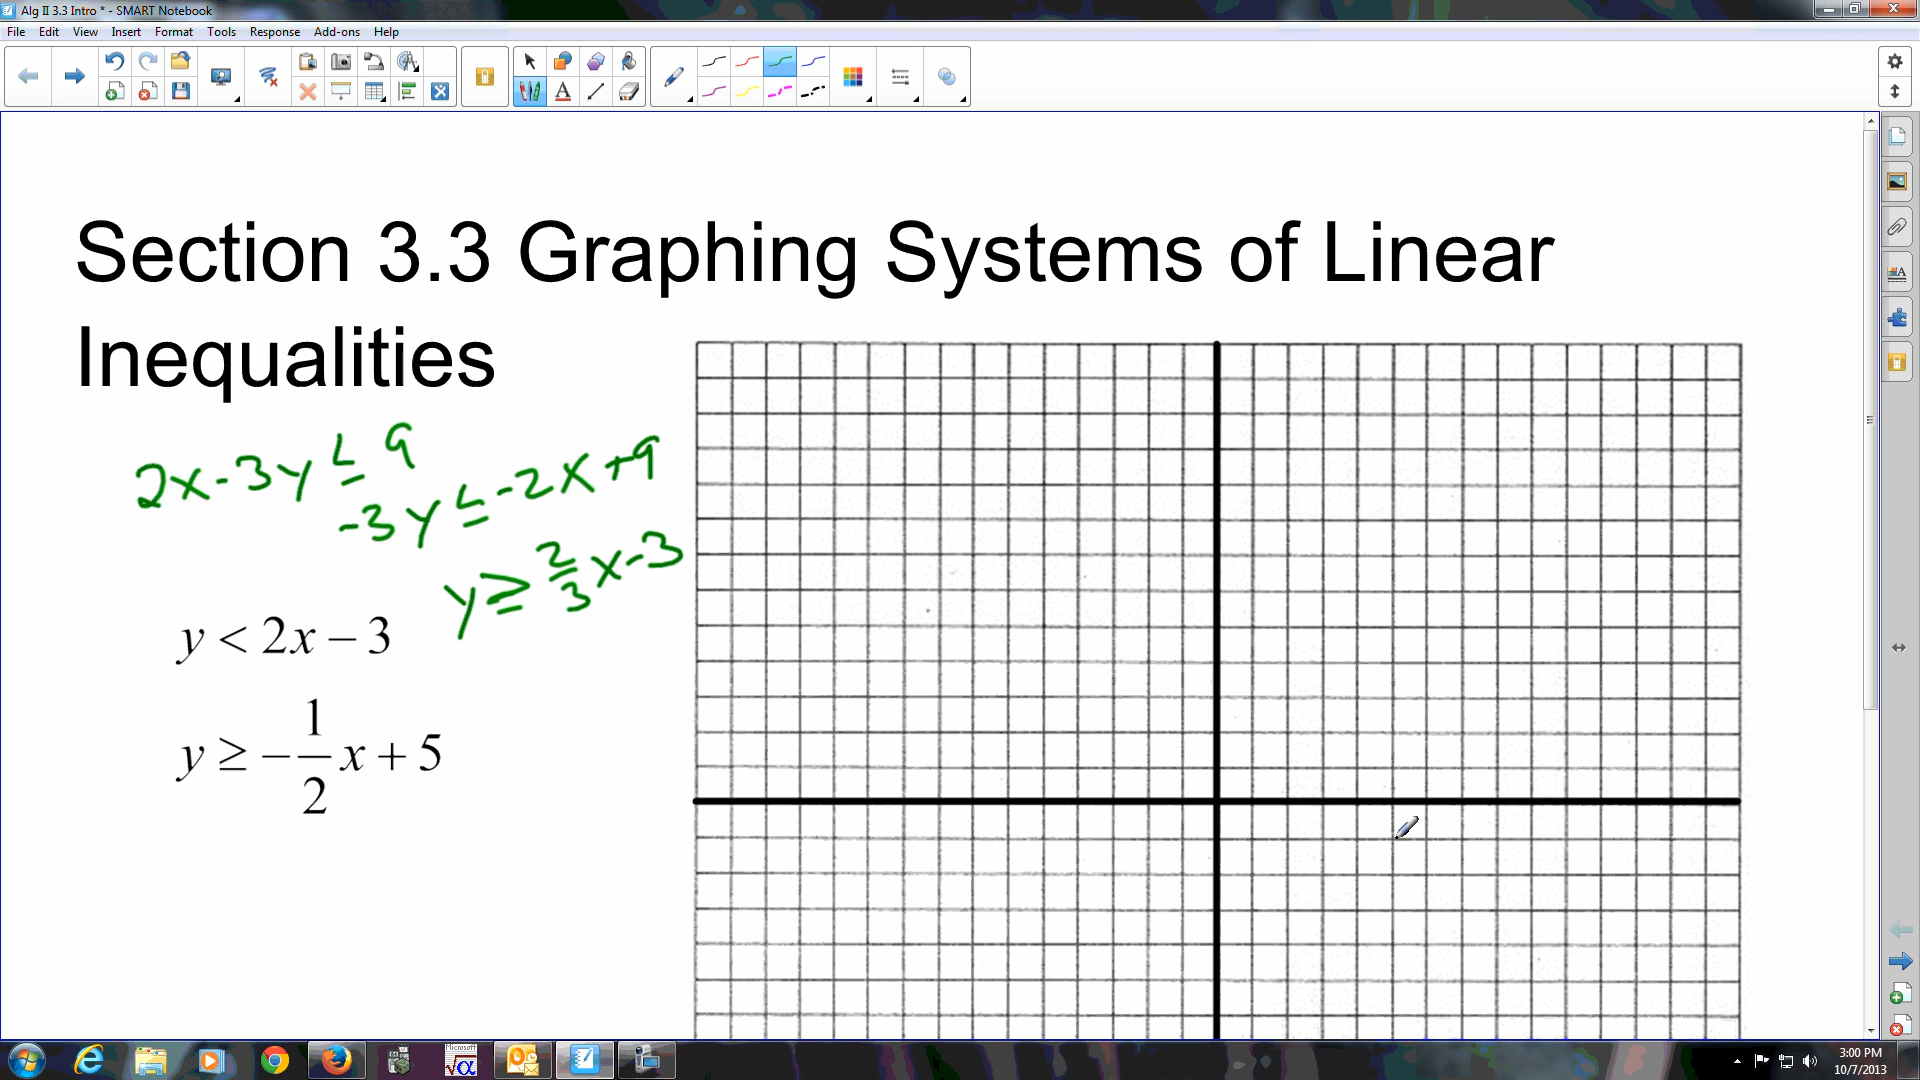 Alg II 3.3 Intro * - SMART Notebook
File Edit View Insert Format Tools Response Add-ons Help
Section 3.3 Graphing Systems of Linear
Inequalities
2x-3y ≤ 9
-3y ≤ -2x+9
y ≥ 2/3 x-3
y < 2x − 3
y ≥ −1/2 x + 5
3:00 PM
10/7/2013